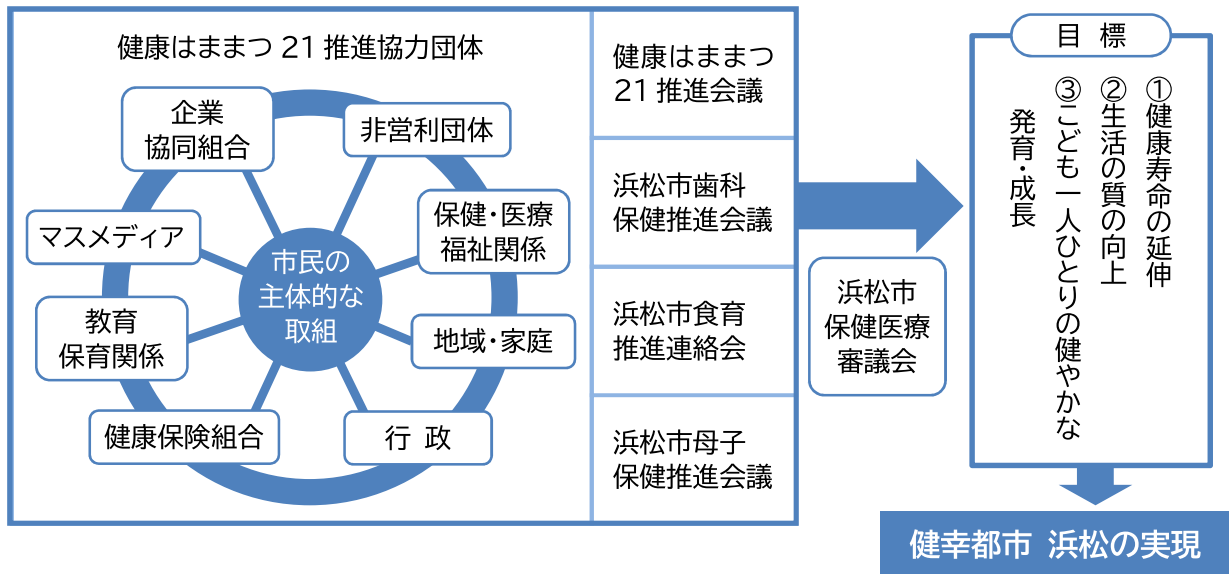 健康はままつ 21 推進協力団体
企業
協同組合
非営利団体
マスメディア
保健・医療
福祉関係
市民の
主体的な
取組
教育
保育関係
地域・家庭
健康保険組合
行 政
健康はままつ
21 推進会議
浜松市歯科
保健推進会議
浜松市食育
推進連絡会
浜松市母子
保健推進会議
浜松市
保健医療
審議会
目 標
①健康寿命の延伸
②生活の質の向上
③こども一人ひとりの健やかな
発育・成長
健幸都市 浜松の実現